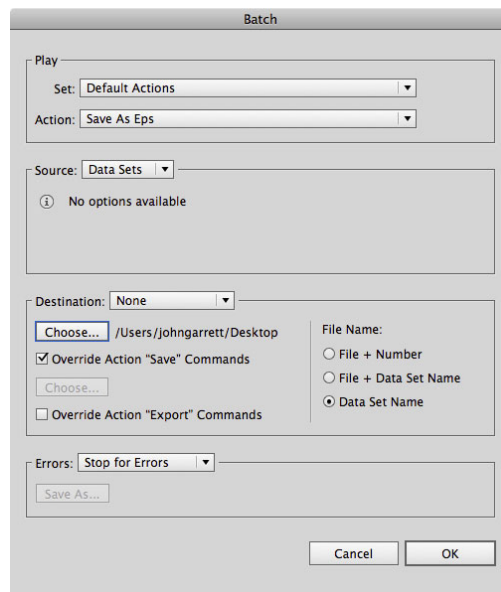 Batch
Play
Set: Default Actions
Action: Save As Eps
Source: Data Sets
No options available
Destination: None
Choose... /Users/johngarrett/Desktop
Override Action "Save" Commands
Choose...
Override Action "Export" Commands
File Name:
File + Number
File + Data Set Name
Data Set Name
Errors: Stop for Errors
Save As...
Cancel OK